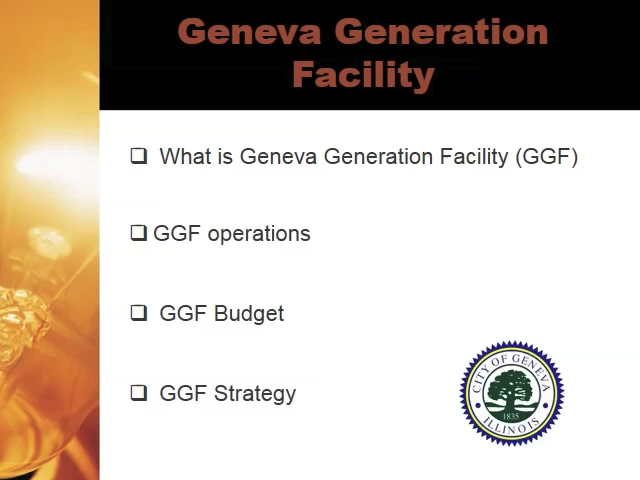 Geneva Generation
Facility
What is Geneva Generation Facility (GGF)
GGF operations
GGF Budget
GGF Strategy
CITY OF GENEVA
1835
ILLINOIS